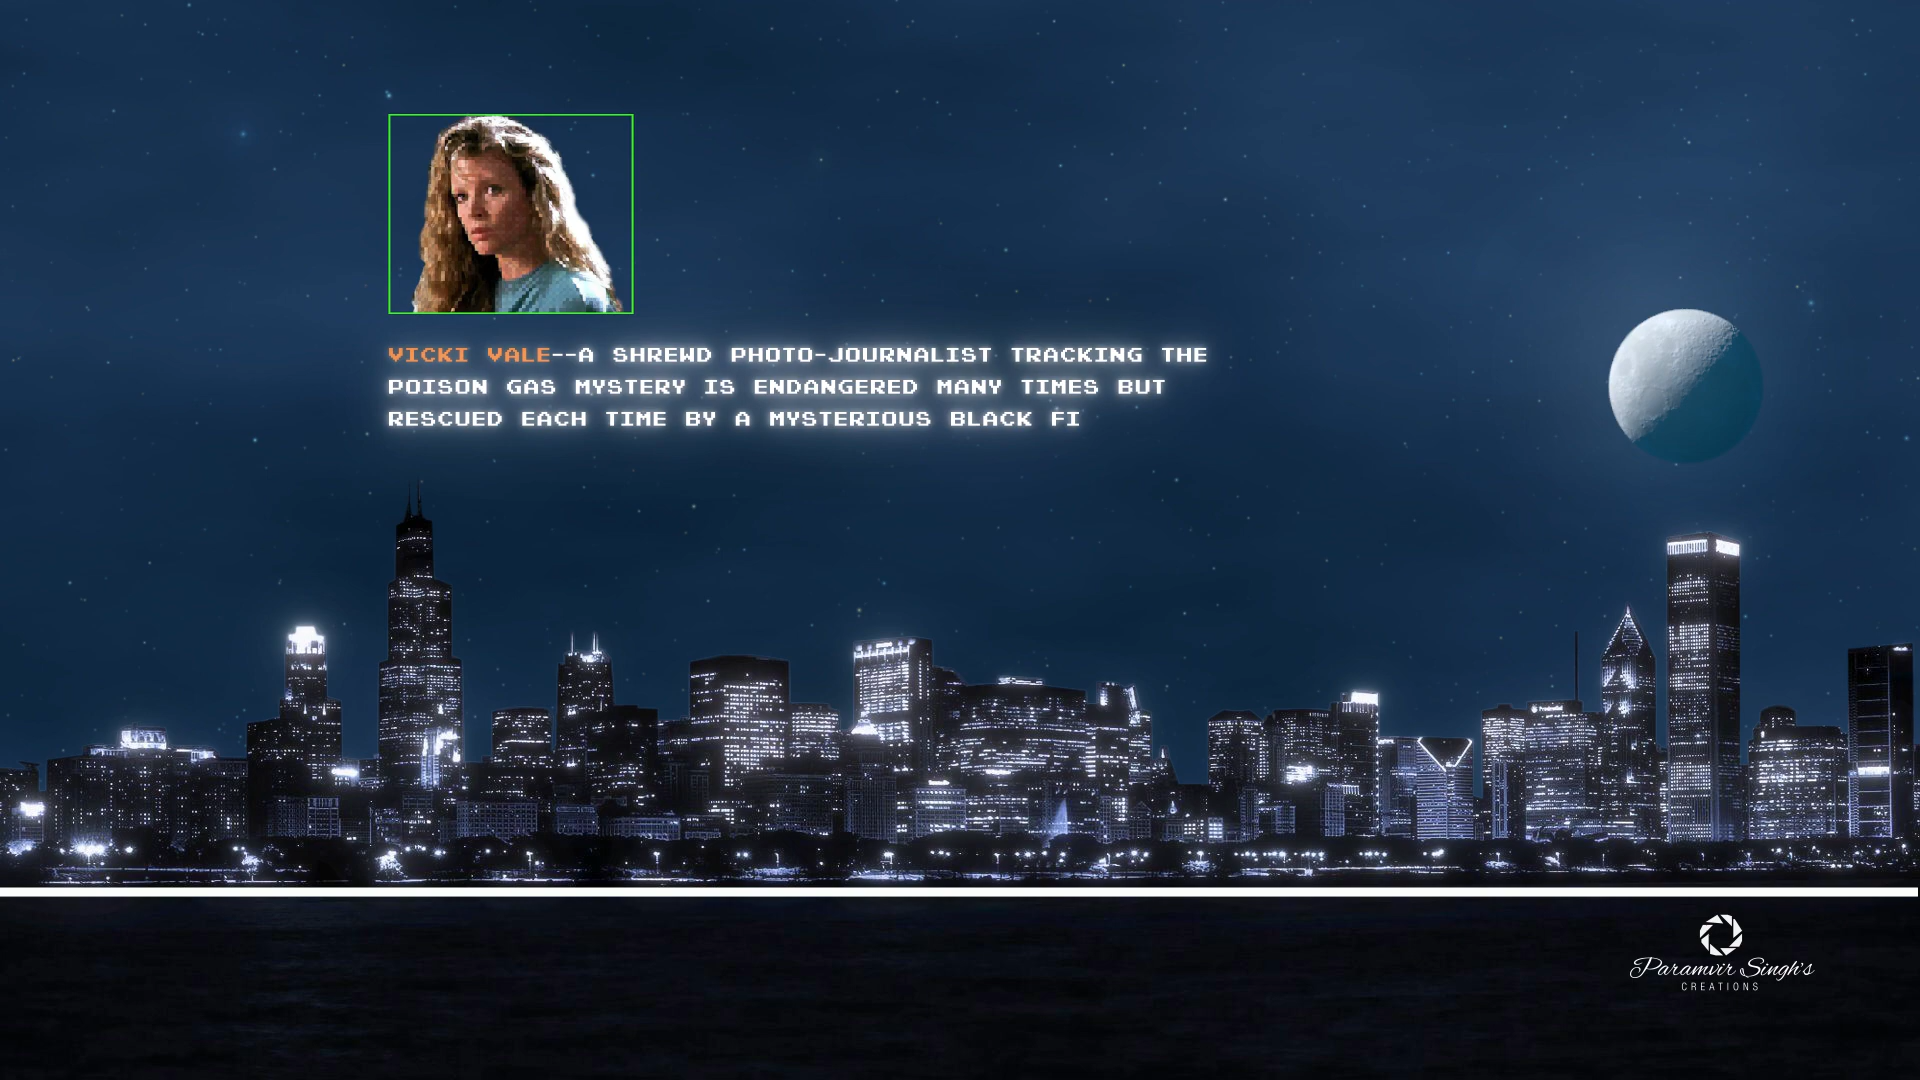 VICKI VALE--A SHREWD PHOTO-JOURNALIST TRACKING THE
POISON GAS MYSTERY IS ENDANGERED MANY TIMES BUT
RESCUED EACH TIME BY A MYSTERIOUS BLACK FI
Prudential
Paramvir Singh's
CREATIONS